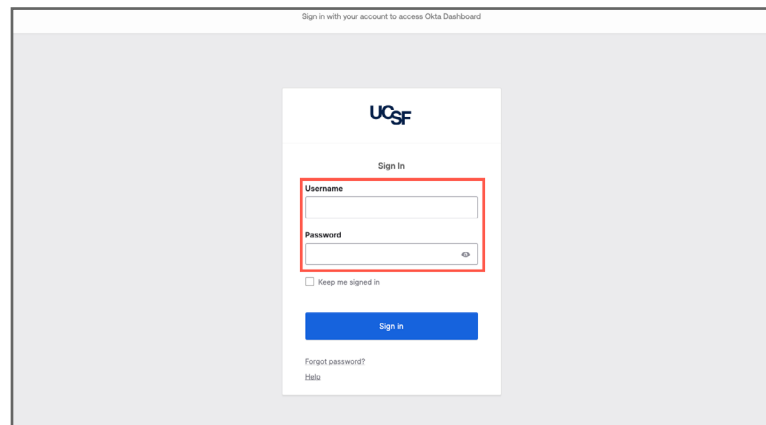 Sign in with your account to access Okta Dashboard
UCSF
Sign In
Username
Password
Keep me signed in
Sign in
Forgot password?
Help